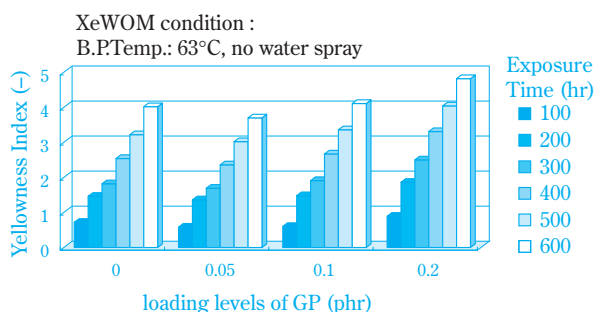 XeWOM condition :
B.P.Temp.: 63°C, no water spray
Yellowness Index (–)
5
4
3
2
1
0
0
0.05
0.1
0.2
loading levels of GP (phr)
Exposure
Time (hr)
100
200
300
400
500
600